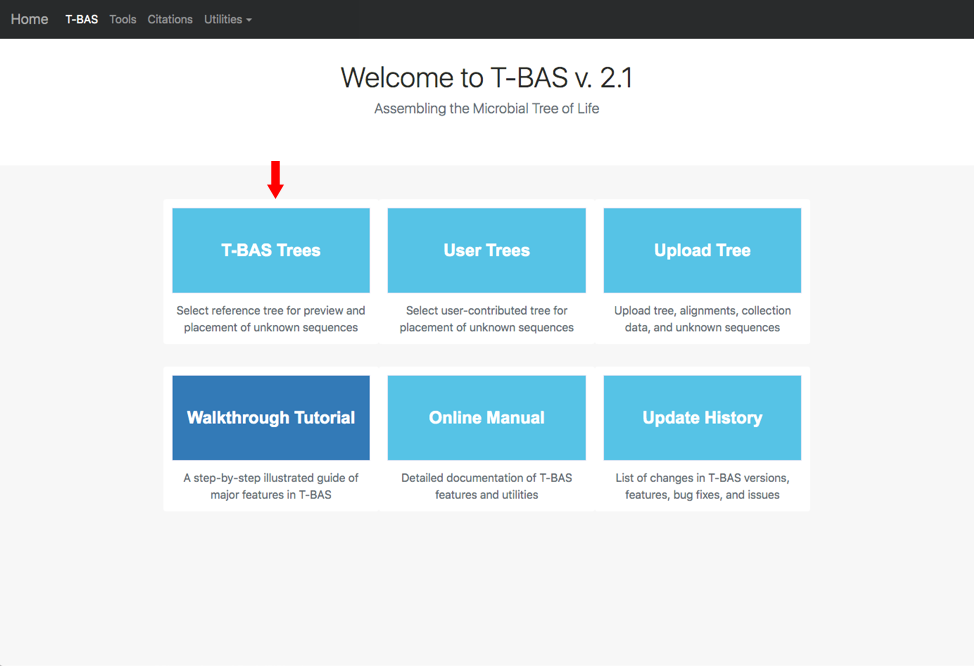 Home T-BAS Tools Citations Utilities
Welcome to T-BAS v. 2.1
Assembling the Microbial Tree of Life
T-BAS Trees
Select reference tree for preview and
placement of unknown sequences
User Trees
Select user-contributed tree for
placement of unknown sequences
Upload Tree
Upload tree, alignments, collection
data, and unknown sequences
Walkthrough Tutorial
A step-by-step illustrated guide of
major features in T-BAS
Online Manual
Detailed documentation of T-BAS
features and utilities
Update History
List of changes in T-BAS versions,
features, bug fixes, and issues